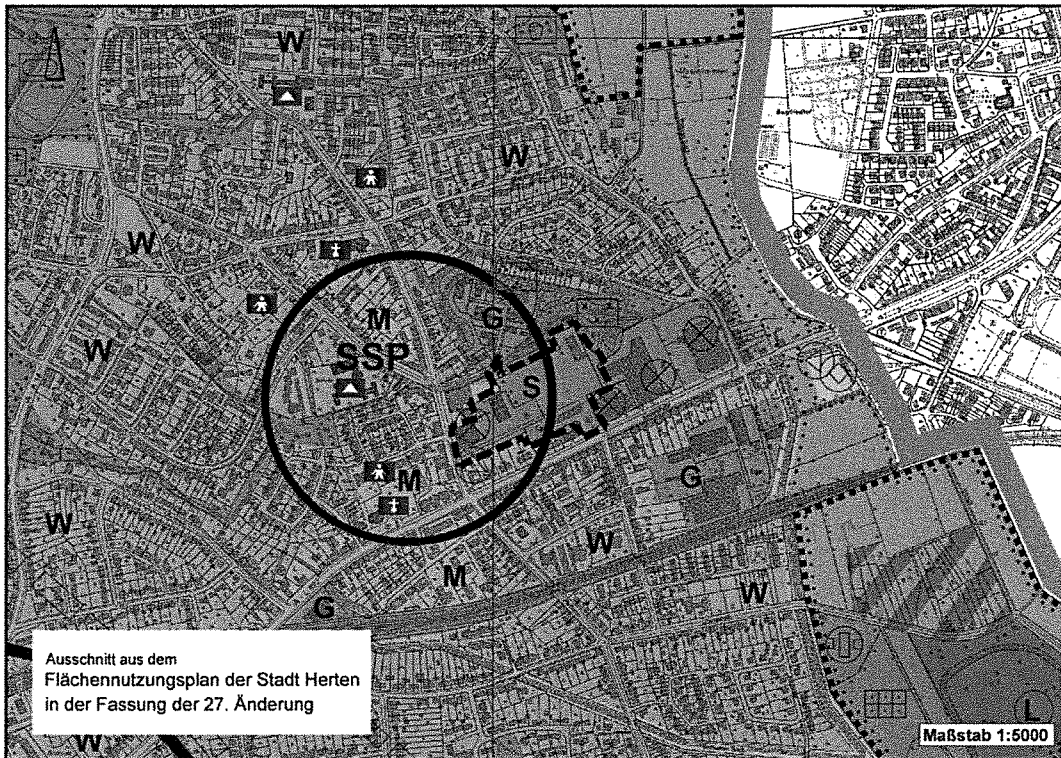 W
W
W
M
G
SSP
W
S
M
G
W
W
M
W
G
Ausschnitt aus dem
Flächennutzungsplan der Stadt Herten
in der Fassung der 27. Änderung
W
L
Maßstab 1:5000